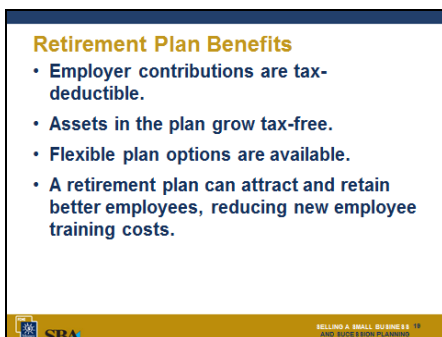 Retirement Plan Benefits
• Employer contributions are tax-
deductible.
• Assets in the plan grow tax-free.
• Flexible plan options are available.
• A retirement plan can attract and retain
better employees, reducing new employee
training costs.
SBA
SELLING A SMALL BUSINESS 18
AND SUCESSION PLANNING